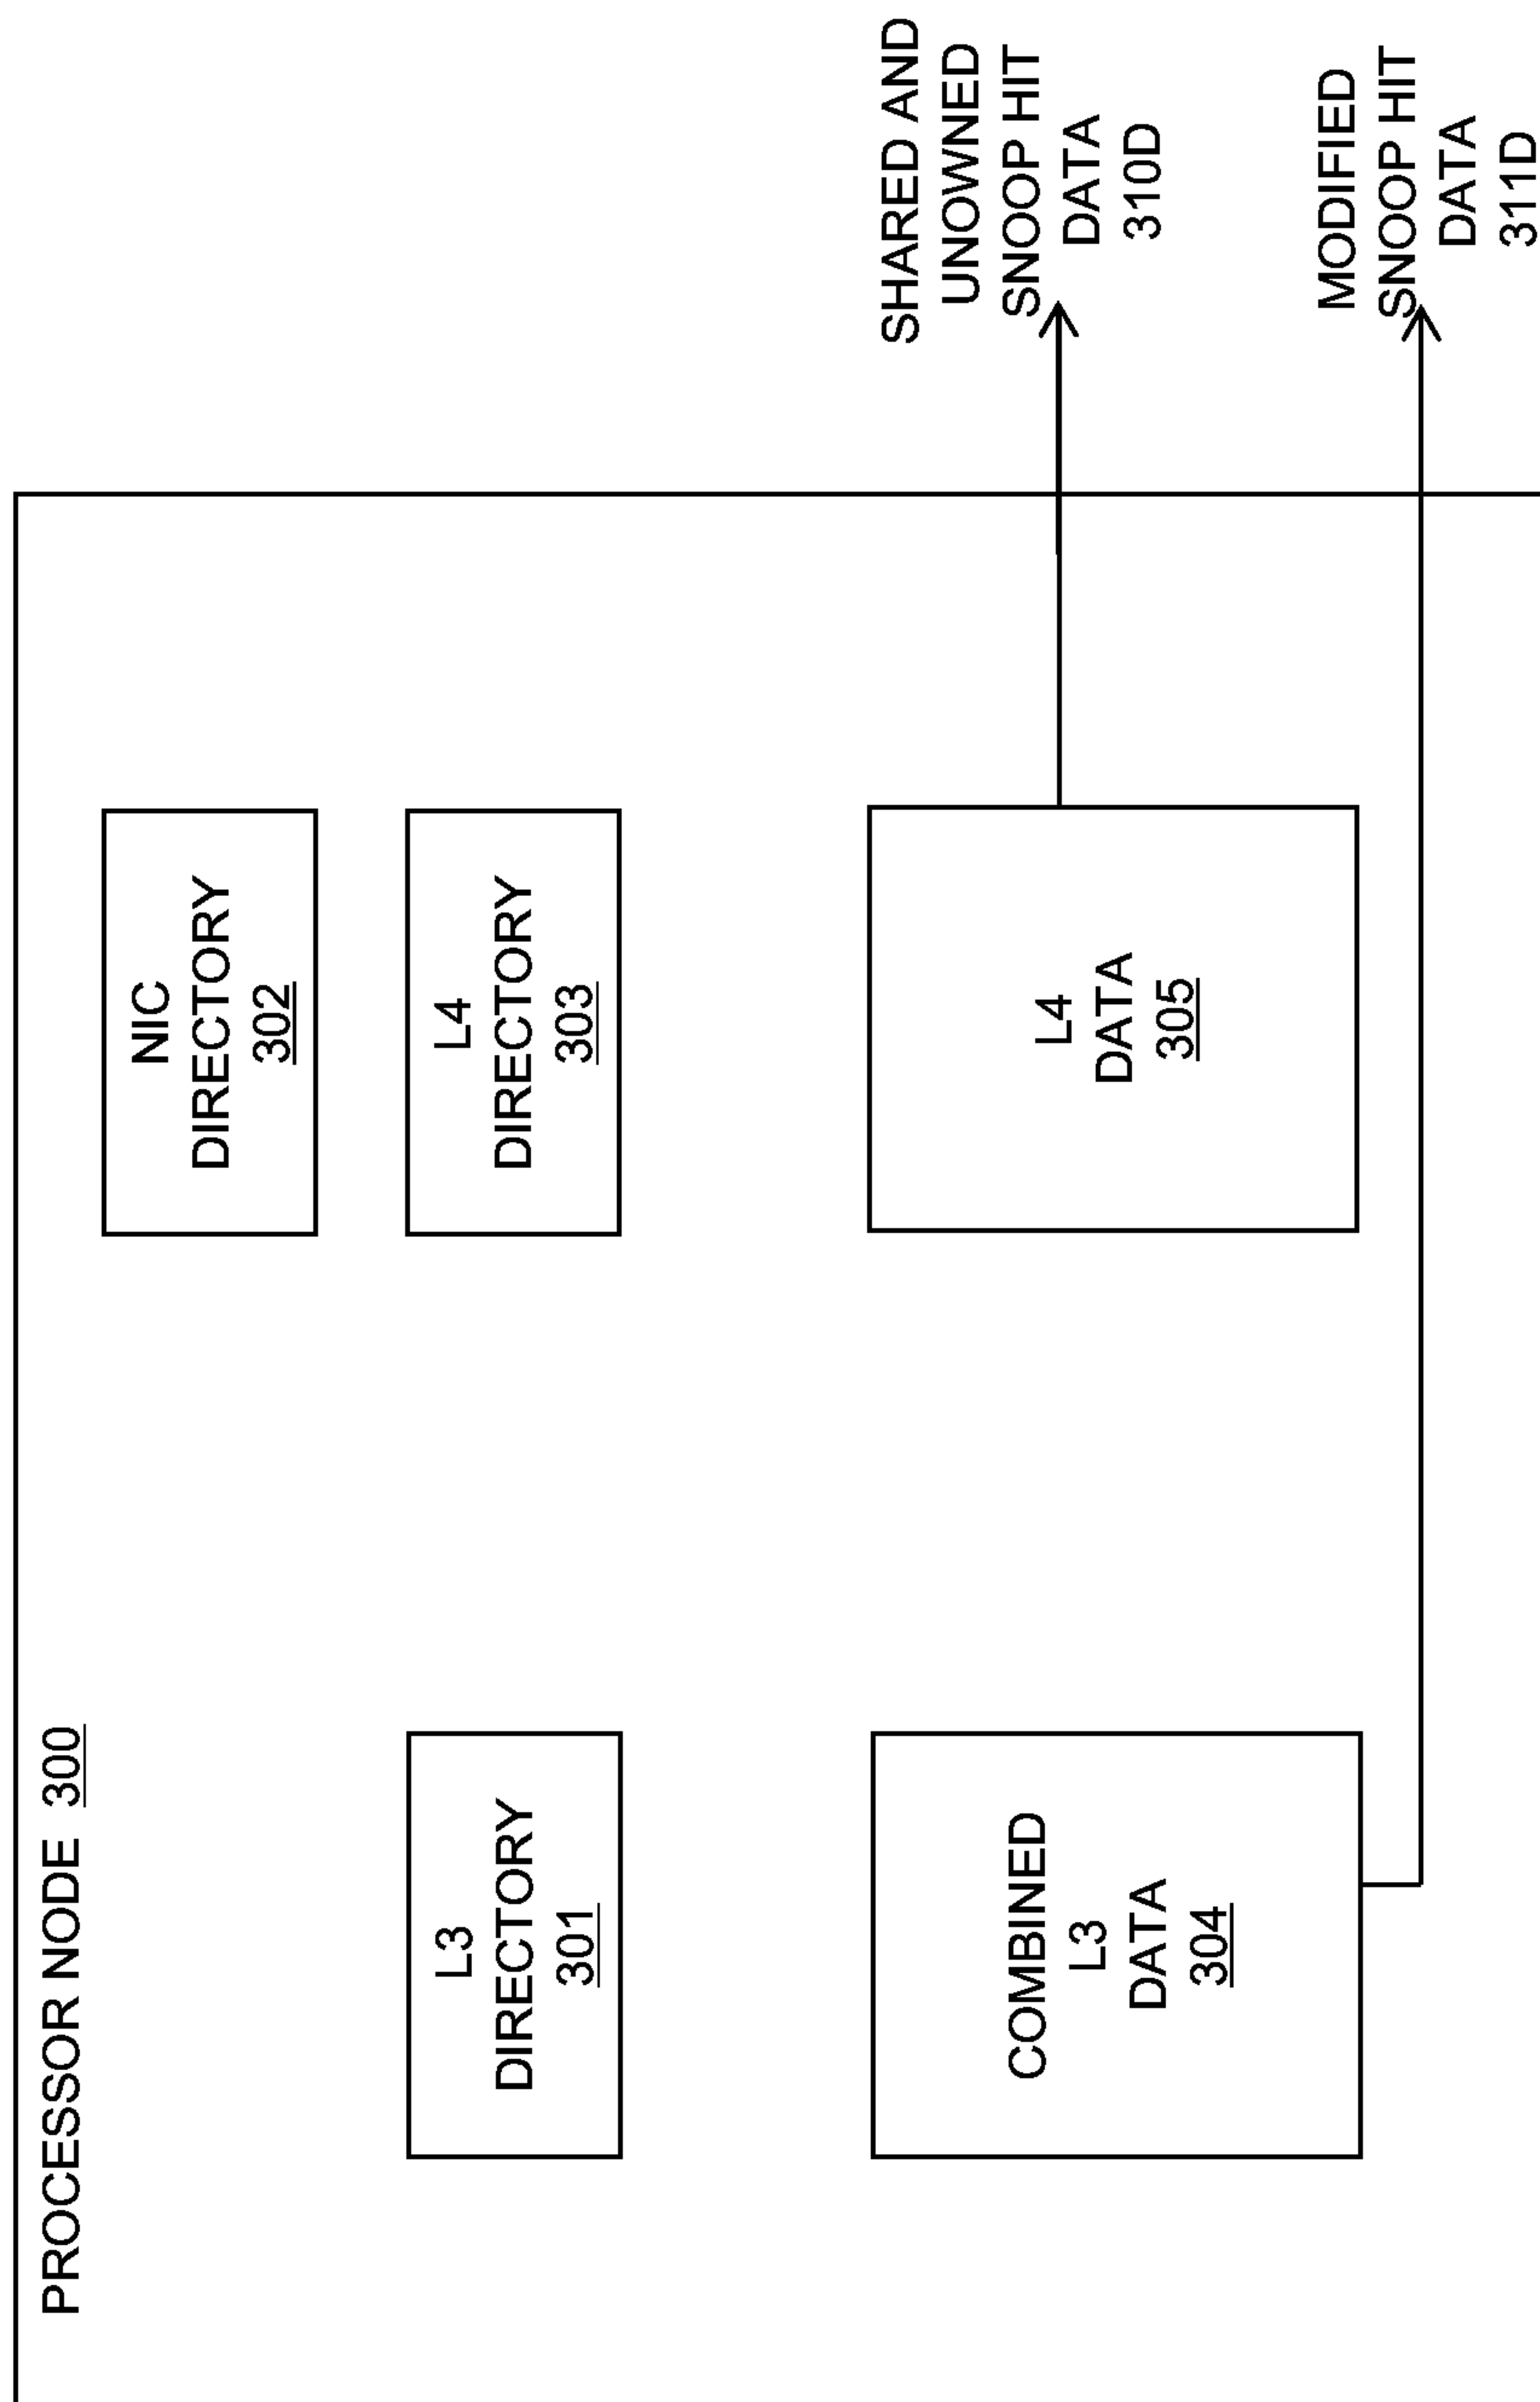 PROCESSOR NODE 300
NIC
DIRECTORY
302
L3
DIRECTORY
301
L4
DIRECTORY
303
COMBINED
L3
DATA
304
L4
DATA
305
SHARED AND
UNOWNED
SNOOP HIT
DATA
310D
MODIFIED
SNOOP HIT
DATA
311D